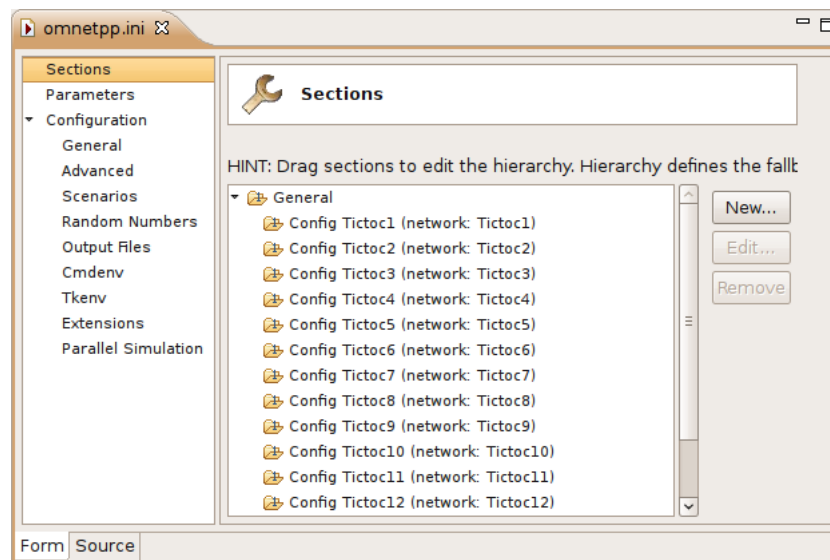 omnetpp.ini
Sections
Parameters
Configuration
General
Advanced
Scenarios
Random Numbers
Output Files
Cmdenv
Tkenv
Extensions
Parallel Simulation
Sections
HINT: Drag sections to edit the hierarchy. Hierarchy defines the
General
Config Tictoc1 (network: Tictoc1)
Config Tictoc2 (network: Tictoc2)
Config Tictoc3 (network: Tictoc3)
Config Tictoc4 (network: Tictoc4)
Config Tictoc5 (network: Tictoc5)
Config Tictoc6 (network: Tictoc6)
Config Tictoc7 (network: Tictoc7)
Config Tictoc8 (network: Tictoc8)
Config Tictoc9 (network: Tictoc9)
Config Tictoc10 (network: Tictoc10)
Config Tictoc11 (network: Tictoc11)
Config Tictoc12 (network: Tictoc12)
New...
Edit...
Remove
Form Source